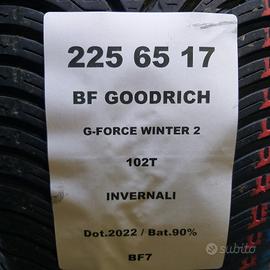 225 65 17
BF GOODRICH
G-FORCE WINTER 2
102T
INVERNALI
Dot.2022 / Bat.90%
BF7
subito